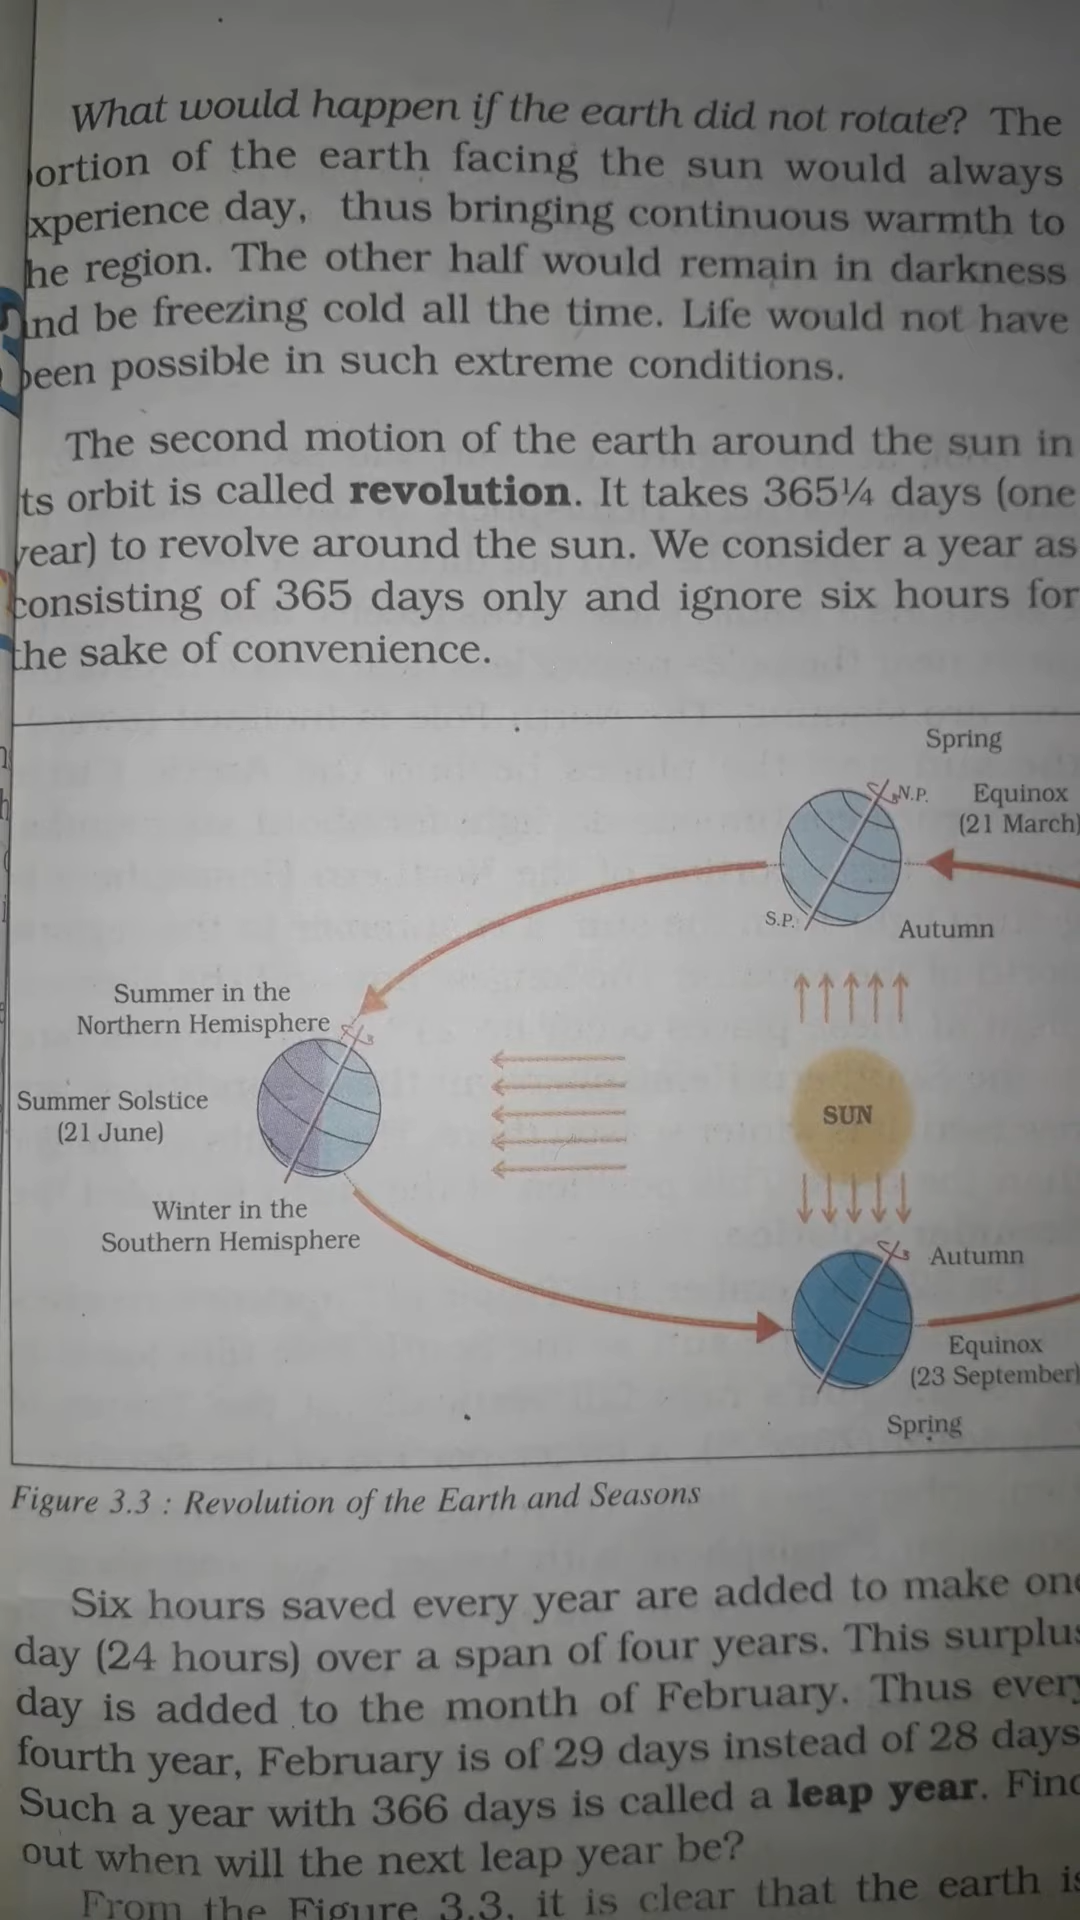 What would happen if the earth did not rotate? The
ortion of the earth facing the sun would always
xperience day, thus bringing continuous warmth to
he region. The other half would remain in darkness
nd be freezing cold all the time. Life would not have
been possible in such extreme conditions.
The second motion of the earth around the sun in
ts orbit is called revolution. It takes 365¼ days (one
year) to revolve around the sun. We consider a year as
consisting of 365 days only and ignore six hours for
the sake of convenience.
Spring
N.P.
Equinox
(21 March)
S.P.
Autumn
Summer in the
Northern Hemisphere
Summer Solstice
(21 June)
SUN
Winter in the
Southern Hemisphere
Autumn
Equinox
(23 September)
Spring
Figure 3.3 : Revolution of the Earth and Seasons
Six hours saved every year are added to make one
day (24 hours) over a span of four years. This surplus
day is added to the month of February. Thus every
fourth year, February is of 29 days instead of 28 days
Such a year with 366 days is called a leap year. Find
out when will the next leap year be?
From the Figure 3.3, it is clear that the earth is